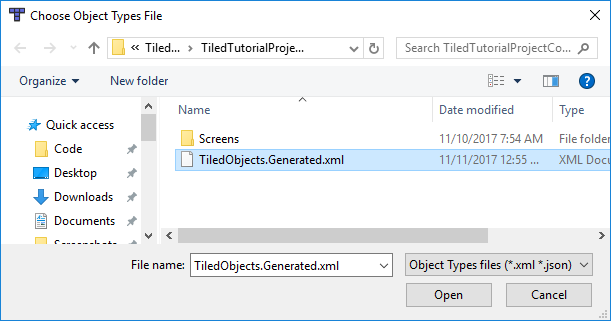 Choose Object Types File
« Tiled... › TiledTutorialProje... ›
Search TiledTutorialProjectCo...
Organize New folder
Name Date modified Type
Quick access
Code
Desktop
Downloads
Documents
Screens 11/10/2017 7:54 AM File folder
TiledObjects.Generated.xml 11/11/2017 12:55 ... XML Doc
File name: TiledObjects.Generated.xml Object Types files (*.xml *.json)
Open Cancel